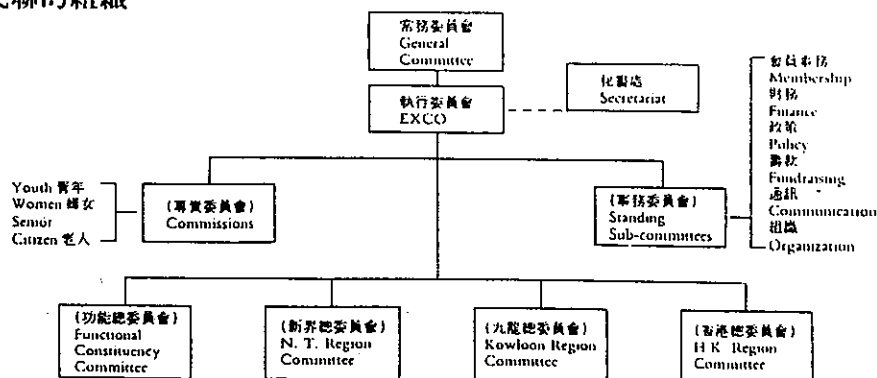 常務委員會
General
Committee
執行委員會
EXCO
秘書處
Secretariat
會員事務
Membership
財務
Finance
政策
Policy
籌款
Fundraising
通訊
Communication
組織
Organization
Youth 青年
Women 婦女
Senior
Citizen 老人
(專責委員會)
Commissions
(常務委員會)
Standing
Sub-committees
(功能總委員會)
Functional
Constituency
Committee
(新界總委員會)
N. T. Region
Committee
(九龍總委員會)
Kowloon Region
Committee
(香港總委員會)
H.K. Region
Committee